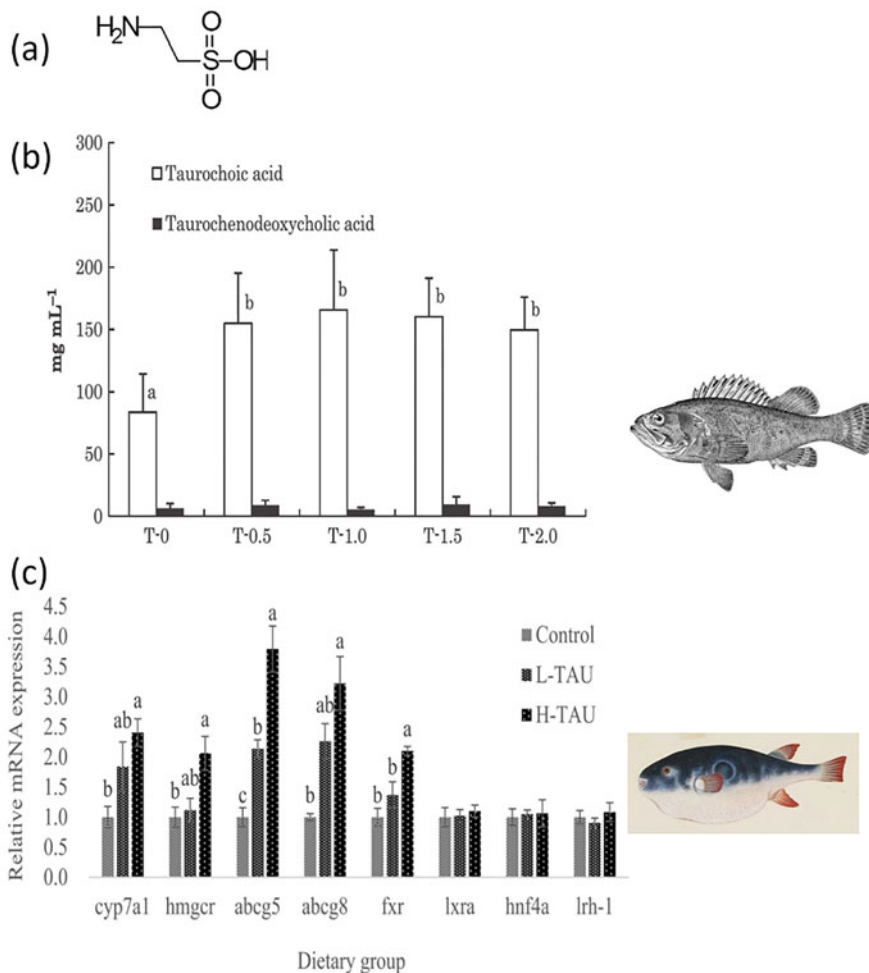 (a)
H₂N
O
S
OH
O
(b)
300
250
200
150
100
50
0
mg mL⁻¹
Taurochoic acid
Taurochenodeoxycholic acid
a
b
b
b
b
T-0 T-0.5 T-1.0 T-1.5 T-2.0
(c)
4.5
4.0
3.5
3.0
2.5
2.0
1.5
1.0
0.5
0.0
Relative mRNA expression
Control
L-TAU
H-TAU
b ab a
b ab a
c b a
b ab a
b b a
cyp7a1 hmgcr abcg5 abcg8 fxr lxra hnf4a lrh-1
Dietary group